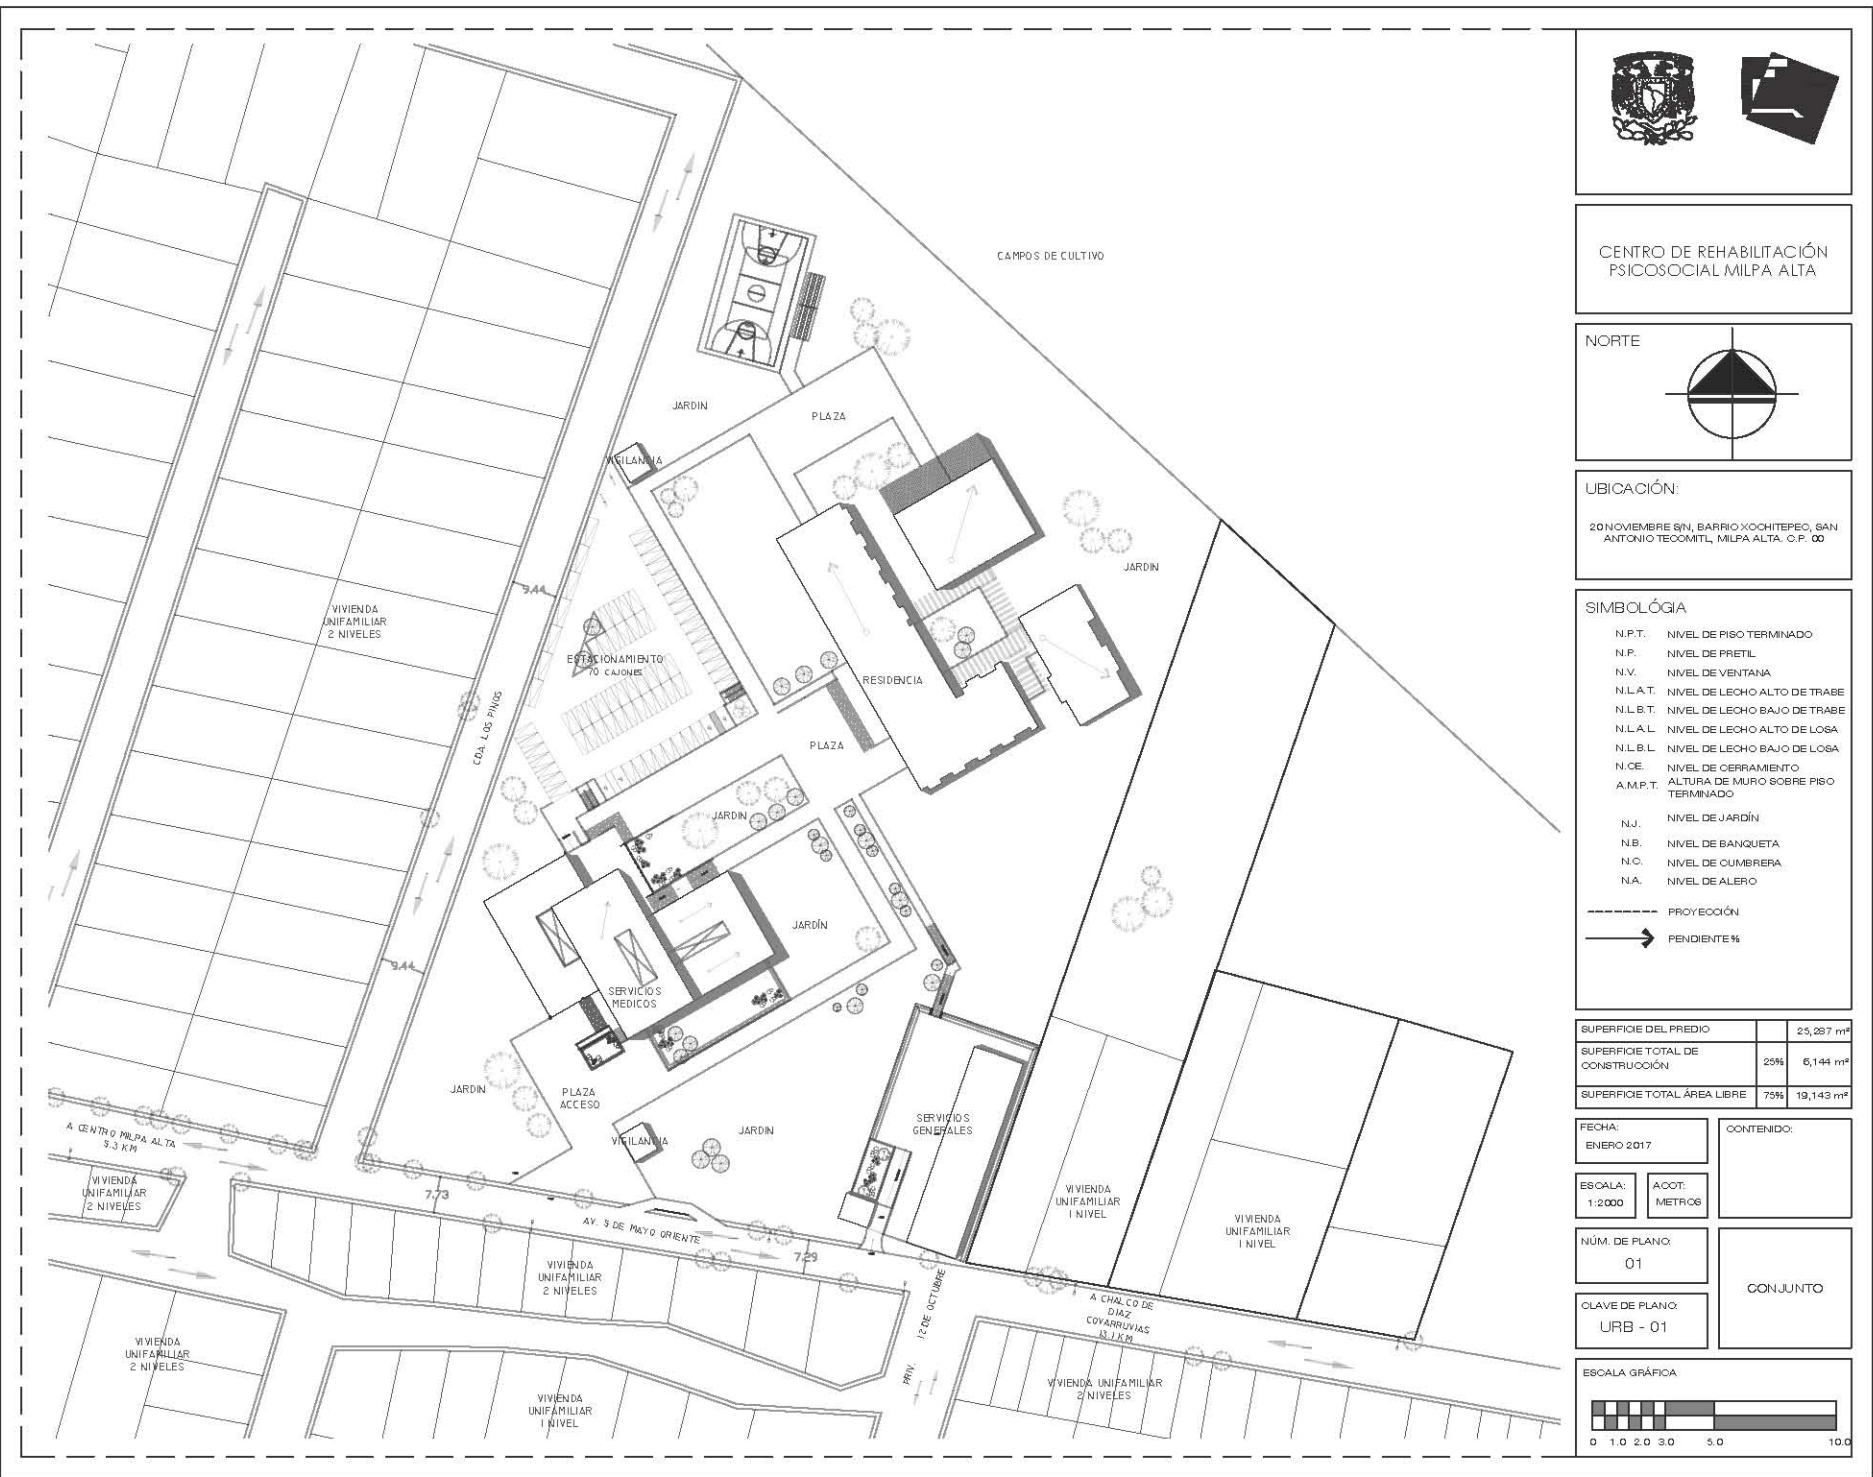 CAMPOS DE CULTIVO
JARDIN
PLAZA
VIGILANCIA
JARDIN
9.44
VIVIENDA
UNIFAMILIAR
2 NIVELES
ESTACIONAMIENTO
70 CAJONES
RESIDENCIA
CDA. LOS PINOS
PLAZA
JARDIN
JARDÍN
9.44
SERVICIOS
MEDICOS
JARDIN
PLAZA
ACCESO
VIGILANCIA
JARDIN
SERVICIOS
GENERALES
A CENTRO MILPA ALTA
5.3 KM
VIVIENDA
UNIFAMILIAR
2 NIVELES
7.73
AV. 5 DE MAYO ORIENTE
7.29
VIVIENDA
UNIFAMILIAR
1 NIVEL
VIVIENDA
UNIFAMILIAR
1 NIVEL
VIVIENDA
UNIFAMILIAR
2 NIVELES
PRIV. 12 DE OCTUBRE
A CHALCO DE
DIAZ
COVARRUVIAS
13.1 KM
VIVIENDA
UNIFAMILIAR
2 NIVELES
VIVIENDA
UNIFAMILIAR
1 NIVEL
VIVIENDA UNIFAMILIAR
2 NIVELES
CENTRO DE REHABILITACIÓN
PSICOSOCIAL MILPA ALTA
NORTE
UBICACIÓN:
20 NOVIEMBRE S/N, BARRIO XOCHITEPEC, SAN
ANTONIO TECOMITL, MILPA ALTA. C.P. 00
SIMBOLÓGIA
N.P.T. NIVEL DE PISO TERMINADO
N.P. NIVEL DE PRETIL
N.V. NIVEL DE VENTANA
N.L.A.T. NIVEL DE LECHO ALTO DE TRABE
N.L.B.T. NIVEL DE LECHO BAJO DE TRABE
N.L.A.L NIVEL DE LECHO ALTO DE LOSA
N.L.B.L NIVEL DE LECHO BAJO DE LOSA
N.CE. NIVEL DE CERRAMIENTO
A.M.P.T. ALTURA DE MURO SOBRE PISO
TERMINADO
N.J. NIVEL DE JARDÍN
N.B. NIVEL DE BANQUETA
N.C. NIVEL DE CUMBRERA
N.A. NIVEL DE ALERO
PROYECCIÓN
PENDIENTE %
SUPERFICIE DEL PREDIO 25,287 m²
SUPERFICIE TOTAL DE
CONSTRUCCIÓN 25% 6,144 m²
SUPERFICIE TOTAL ÁREA LIBRE 75% 19,143 m²
FECHA:
ENERO 2017
CONTENIDO:
ESCALA:
1:2000
ACOT:
METROS
NÚM. DE PLANO:
01
CLAVE DE PLANO:
URB - 01
CONJUNTO
ESCALA GRÁFICA
0 1.0 2.0 3.0 5.0 10.0